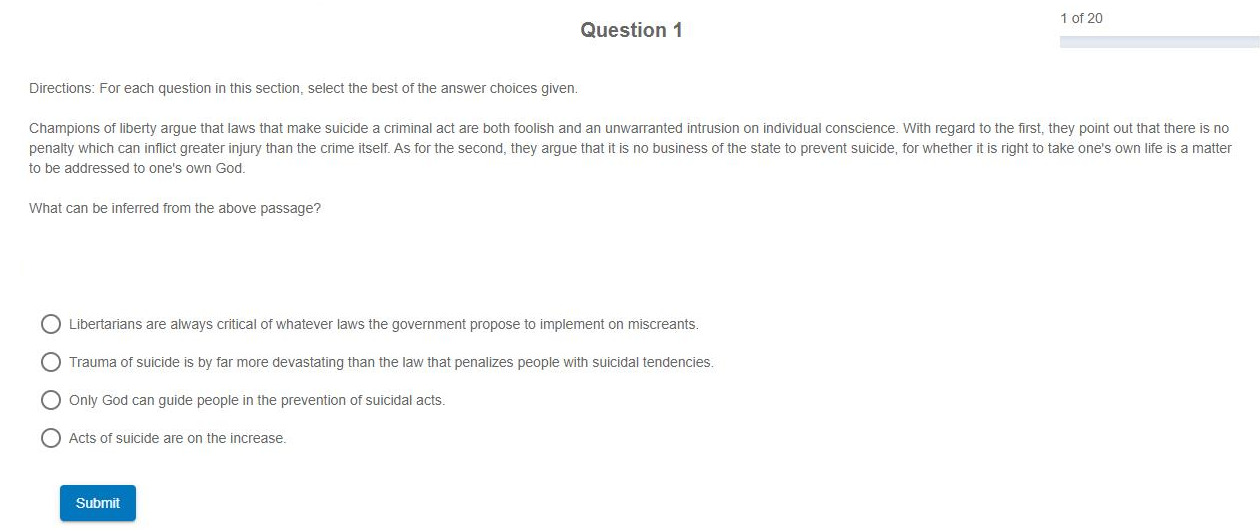 Question 1
1 of 20
Directions: For each question in this section, select the best of the answer choices given.
Champions of liberty argue that laws that make suicide a criminal act are both foolish and an unwarranted intrusion on individual conscience. With regard to the first, they point out that there is no
penalty which can inflict greater injury than the crime itself. As for the second, they argue that it is no business of the state to prevent suicide, for whether it is right to take one's own life is a matter
to be addressed to one's own God.
What can be inferred from the above passage?
Libertarians are always critical of whatever laws the government propose to implement on miscreants.
Trauma of suicide is by far more devastating than the law that penalizes people with suicidal tendencies.
Only God can guide people in the prevention of suicidal acts.
Acts of suicide are on the increase.
Submit